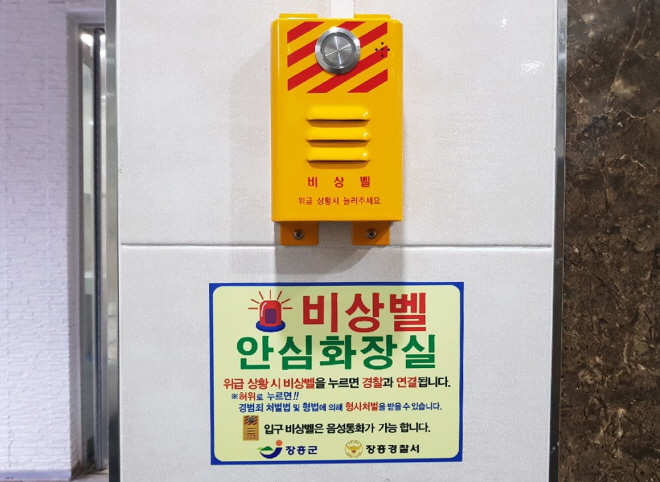 비상벨
위급 상황시 눌러주세요
비상벨
안심화장실
위급 상황 시 비상벨을 누르면 경찰과 연결됩니다.
※허위로 누르면!!
경범죄 처벌법 및 형법에 의해 형사처벌을 받을 수 있습니다.
입구 비상벨은 음성통화가 가능 합니다.
장흥군 장흥경찰서